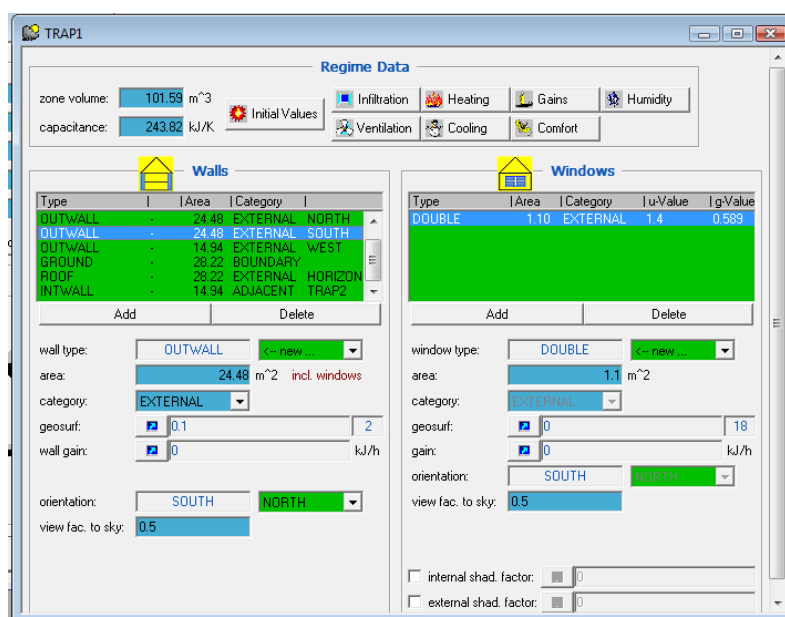 TRAP1
Regime Data
zone volume: 101.59 m^3
capacitance: 243.82 kJ/K
Initial Values
Infiltration Heating Gains Humidity
Ventilation Cooling Comfort
Walls
Type | | Area | Category |
OUTWALL - 24.48 EXTERNAL NORTH
OUTWALL - 24.48 EXTERNAL SOUTH
OUTWALL - 14.94 EXTERNAL WEST
GROUND - 28.22 BOUNDARY
ROOF - 28.22 EXTERNAL HORIZON
INTWALL - 14.94 ADJACENT TRAP2
Add Delete
wall type: OUTWALL <-- new ...
area: 24.48 m^2 incl. windows
category: EXTERNAL
geosurf: 0.1 2
wall gain: 0 kJ/h
orientation: SOUTH NORTH
view fac. to sky: 0.5
Windows
Type | Area | Category | u-Value | g-Value
DOUBLE 1.10 EXTERNAL 1.4 0.589
Add Delete
window type: DOUBLE <-- new ...
area: 1.1 m^2
category: EXTERNAL
geosurf: 0 18
gain: 0 kJ/h
orientation: SOUTH NORTH
view fac. to sky: 0.5
internal shad. factor: 0
external shad. factor: 0